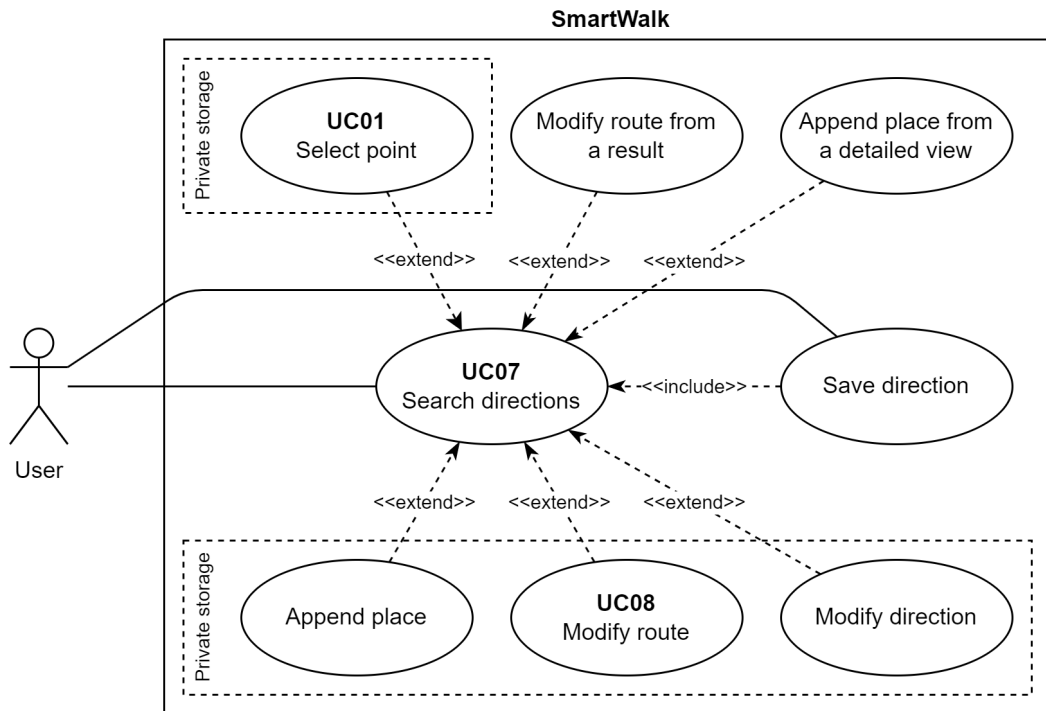 SmartWalk
Private storage
UC01
Select point
Modify route from
a result
Append place from
a detailed view
<<extend>>
<<extend>>
<<extend>>
User
UC07
Search directions
<<include>>
Save direction
<<extend>>
<<extend>>
<<extend>>
Private storage
Append place
UC08
Modify route
Modify direction